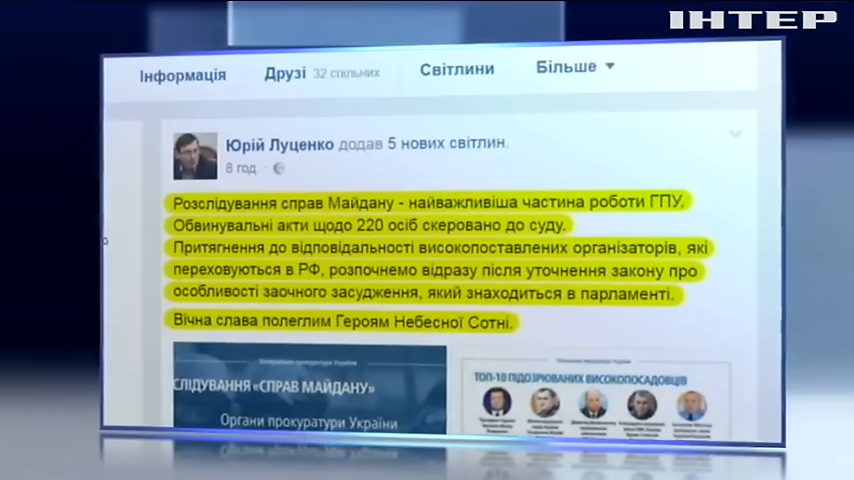 ІНТЕР
Інформація Друзі 32 спільних Світлини Більше
Юрій Луценко додав 5 нових світлин.
8 год.
Розслідування справ Майдану - найважливіша частина роботи ГПУ.
Обвинувальні акти щодо 220 осіб скеровано до суду.
Притягнення до відповідальності високопоставлених організаторів, які
переховуються в РФ, розпочнемо відразу після уточнення закону про
особливості заочного засудження, який знаходиться в парламенті.
Вічна слава полеглим Героям Небесної Сотні.
СЛІДУВАННЯ «СПРАВ МАЙДАНУ»
Органи прокуратури України
ТОП-10 ПІДОЗРЮВАНИХ ВИСОКОПОСАДОВЦІВ